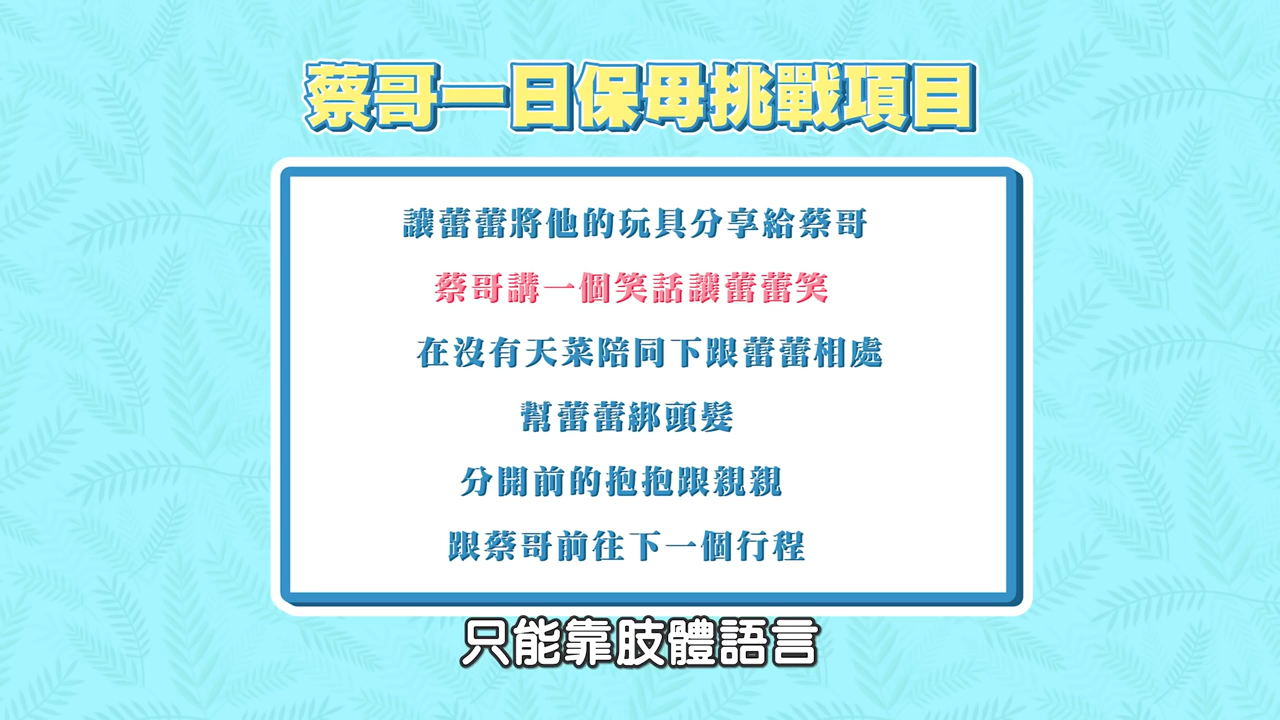 蔡哥一日保母挑戰項目
讓蕾蕾將他的玩具分享給蔡哥
蔡哥講一個笑話讓蕾蕾笑
在沒有天菜陪同下跟蕾蕾相處
幫蕾蕾綁頭髮
分開前的抱抱跟親親
跟蔡哥前往下一個行程
只能靠肢體語言